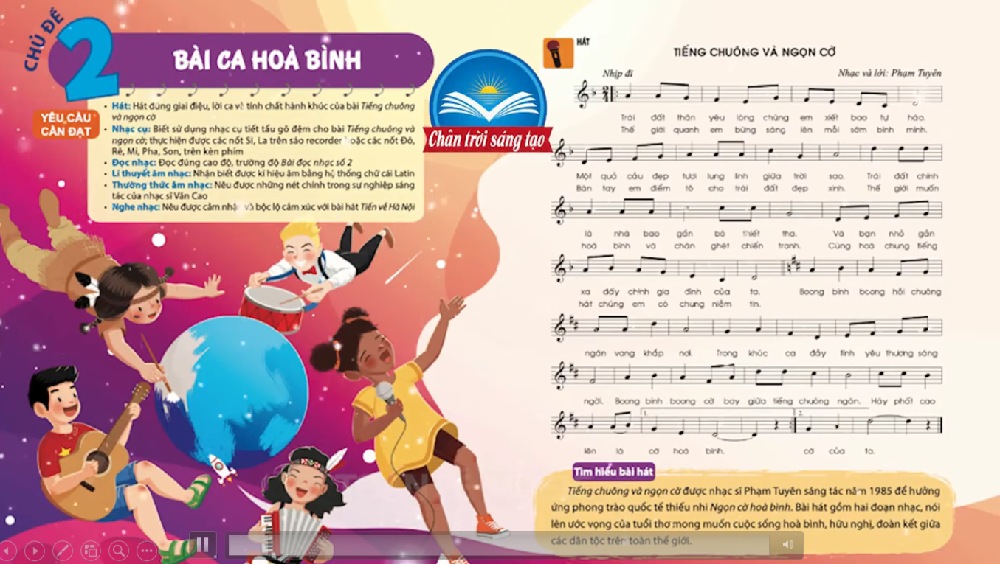 CHỦ ĐỀ
2
BÀI CA HOÀ BÌNH
YÊU CẦU
CẦN ĐẠT
• Hát: Hát đúng giai điệu, lời ca và tính chất hành khúc của bài Tiếng chuông
và ngọn cờ
• Nhạc cụ: Biết sử dụng nhạc cụ tiết tấu gõ đệm cho bài Tiếng chuông và
ngọn cờ; thực hiện được các nốt Si, La trên sáo recorder hoặc các nốt Đô,
Rê, Mi, Pha, Son, trên kèn phím
• Đọc nhạc: Đọc đúng cao độ, trường độ Bài đọc nhạc số 2
• Lí thuyết âm nhạc: Nhận biết được kí hiệu âm bằng hệ thống chữ cái Latin
• Thường thức âm nhạc: Nêu được những nét chính trong sự nghiệp sáng
tác của nhạc sĩ Văn Cao
• Nghe nhạc: Nêu được cảm nhận và bộc lộ cảm xúc với bài hát Tiến về Hà Nội
Chân trời sáng tạo
HÁT
TIẾNG CHUÔNG VÀ NGỌN CỜ
Nhịp đi
Nhạc và lời: Phạm Tuyên
Trái đất thân yêu lòng chúng em xiết bao tự hào.
Thế giới quanh em bừng sáng lên mỗi sớm bình minh.
Một quả cầu đẹp tươi lung linh giữa trời sao. Trái đất chính
Bàn tay em điểm tô cho trái đất đẹp xinh. Thế giới muốn
là nhà bao gắn bó thiết tha. Và bạn nhỏ gần
hoà bình và chán ghét chiến tranh. Cùng hoà chung tiếng
xa đấy chính gia đình của ta. Boong bính boong hồi chuông
hát chúng em có chung niềm tin.
ngân vang khắp nơi. Trong khúc ca đầy tình yêu thương sáng
ngời. Boong bính boong cờ bay giữa tiếng chuông ngân. Hãy phất cao
1.
2.
lên lá cờ hoà bình. cờ của ta.
Tìm hiểu bài hát
Tiếng chuông và ngọn cờ được nhạc sĩ Phạm Tuyên sáng tác năm 1985 để hưởng
ứng phong trào quốc tế thiếu nhi Ngọn cờ hoà bình. Bài hát gồm hai đoạn nhạc, nói
lên ước vọng của tuổi thơ mong muốn cuộc sống hoà bình, hữu nghị, đoàn kết giữa
các dân tộc trên toàn thế giới.